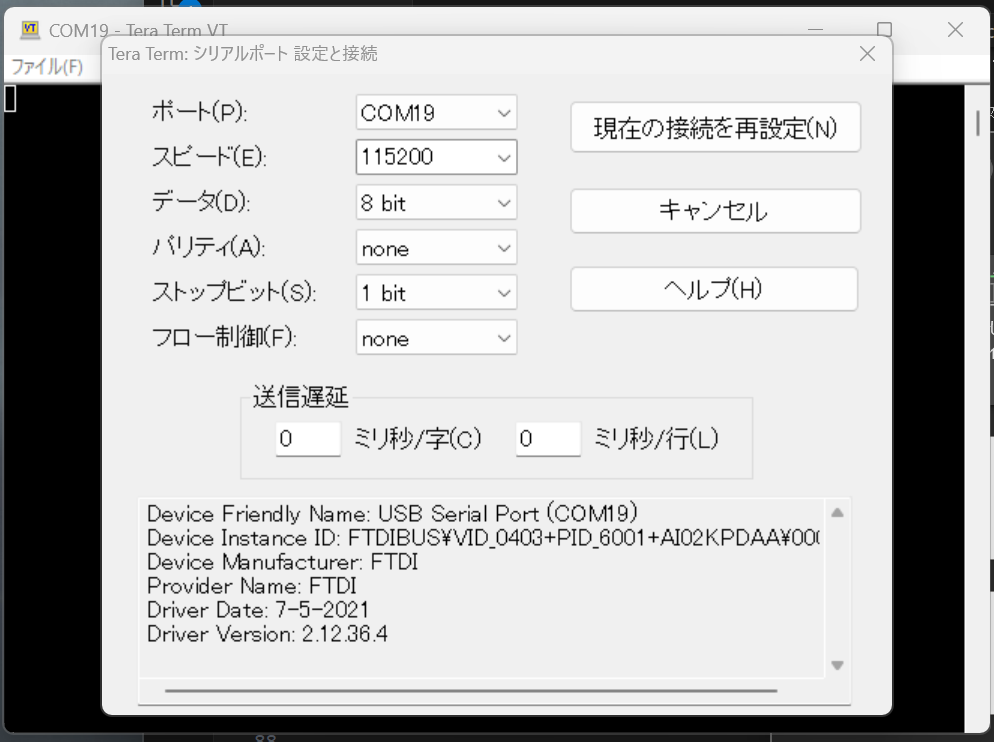 COM19 - Tera Term VT
Tera Term: シリアルポート 設定と接続
ファイル(F)
ポート(P):
COM19
現在の接続を再設定(N)
スピード(E):
115200
データ(D):
8 bit
キャンセル
パリティ(A):
none
ストップビット(S):
1 bit
ヘルプ(H)
フロー制御(F):
none
送信遅延
0 ミリ秒/字(C) 0 ミリ秒/行(L)
Device Friendly Name: USB Serial Port (COM19)
Device Instance ID: FTDIBUS¥VID_0403+PID_6001+AI02KPDAA¥000
Device Manufacturer: FTDI
Provider Name: FTDI
Driver Date: 7-5-2021
Driver Version: 2.12.36.4